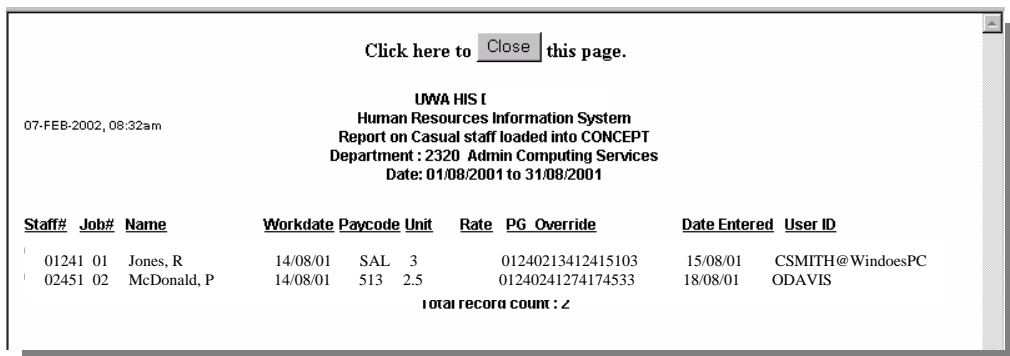 Click here to Close this page.
UWA HIS
07-FEB-2002, 08:32am
Human Resources Information System
Report on Casual staff loaded into CONCEPT
Department : 2320 Admin Computing Services
Date: 01/08/2001 to 31/08/2001
Staff# Job# Name Workdate Paycode Unit Rate PG Override Date Entered User ID
01241 01 Jones, R 14/08/01 SAL 3 01240213412415103 15/08/01 CSMITH@WindoesPC
02451 02 McDonald, P 14/08/01 513 2.5 01240241274174533 18/08/01 ODAVIS
Total record count : 2